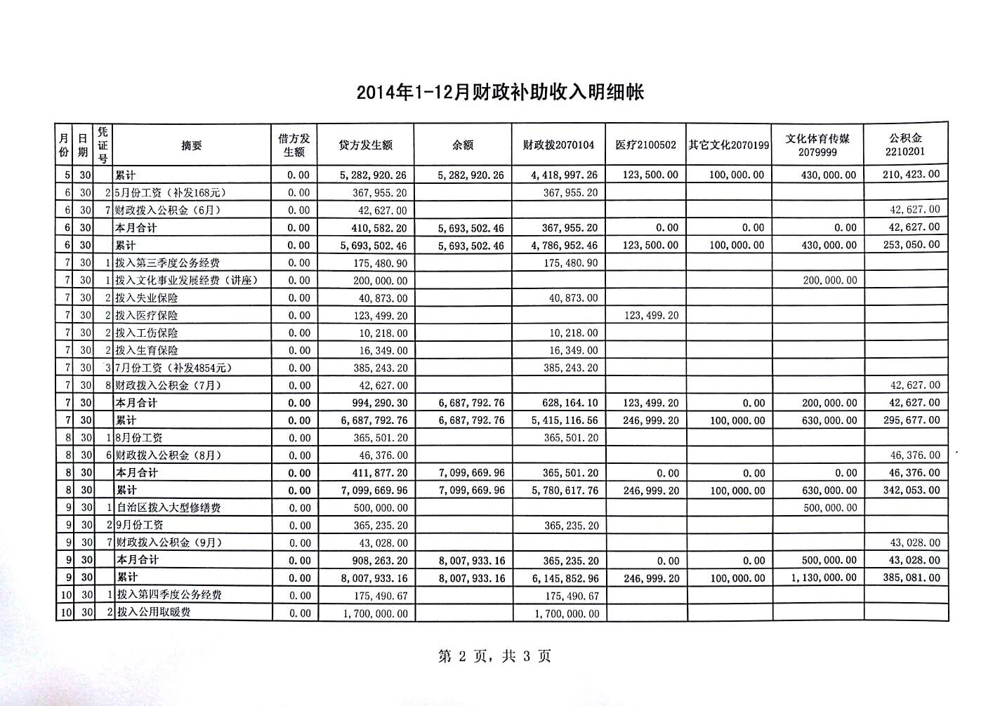 2014年1-12月财政补助收入明细帐
月份 日期 凭证号 摘要 借方发生额 贷方发生额 余额 财政拨2070104 医疗2100502 其它文化2070199 文化体育传媒2079999 公积金2210201
5 30 累计 0.00 5,282,920.26 5,282,920.26 4,418,997.26 123,500.00 100,000.00 430,000.00 210,423.00
6 30 2 5月份工资（补发168元） 0.00 367,955.20 367,955.20
6 30 7 财政拨入公积金（6月） 0.00 42,627.00 42,627.00
6 30 本月合计 0.00 410,582.20 5,693,502.46 367,955.20 0.00 0.00 0.00 42,627.00
6 30 累计 0.00 5,693,502.46 5,693,502.46 4,786,952.46 123,500.00 100,000.00 430,000.00 253,050.00
7 30 1 拨入第三季度公务经费 0.00 175,480.90 175,480.90
7 30 1 拨入文化事业发展经费（讲座） 0.00 200,000.00 200,000.00
7 30 2 拨入失业保险 0.00 40,873.00 40,873.00
7 30 2 拨入医疗保险 0.00 123,499.20 123,499.20
7 30 2 拨入工伤保险 0.00 10,218.00 10,218.00
7 30 2 拨入生育保险 0.00 16,349.00 16,349.00
7 30 3 7月份工资（补发4854元） 0.00 385,243.20 385,243.20
7 30 8 财政拨入公积金（7月） 0.00 42,627.00 42,627.00
7 30 本月合计 0.00 994,290.30 6,687,792.76 628,164.10 123,499.20 0.00 200,000.00 42,627.00
7 30 累计 0.00 6,687,792.76 6,687,792.76 5,415,116.56 246,999.20 100,000.00 630,000.00 295,677.00
8 30 1 8月份工资 0.00 365,501.20 365,501.20
8 30 6 财政拨入公积金（8月） 0.00 46,376.00 46,376.00
8 30 本月合计 0.00 411,877.20 7,099,669.96 365,501.20 0.00 0.00 0.00 46,376.00
8 30 累计 0.00 7,099,669.96 7,099,669.96 5,780,617.76 246,999.20 100,000.00 630,000.00 342,053.00
9 30 1 自治区拨入大型修缮费 0.00 500,000.00 500,000.00
9 30 2 9月份工资 0.00 365,235.20 365,235.20
9 30 7 财政拨入公积金（9月） 0.00 43,028.00 43,028.00
9 30 本月合计 0.00 908,263.20 8,007,933.16 365,235.20 0.00 0.00 500,000.00 43,028.00
9 30 累计 0.00 8,007,933.16 8,007,933.16 6,145,852.96 246,999.20 100,000.00 1,130,000.00 385,081.00
10 30 1 拨入第四季度公务经费 0.00 175,490.67 175,490.67
10 30 2 拨入公用取暖费 0.00 1,700,000.00 1,700,000.00
第 2 页, 共 3 页